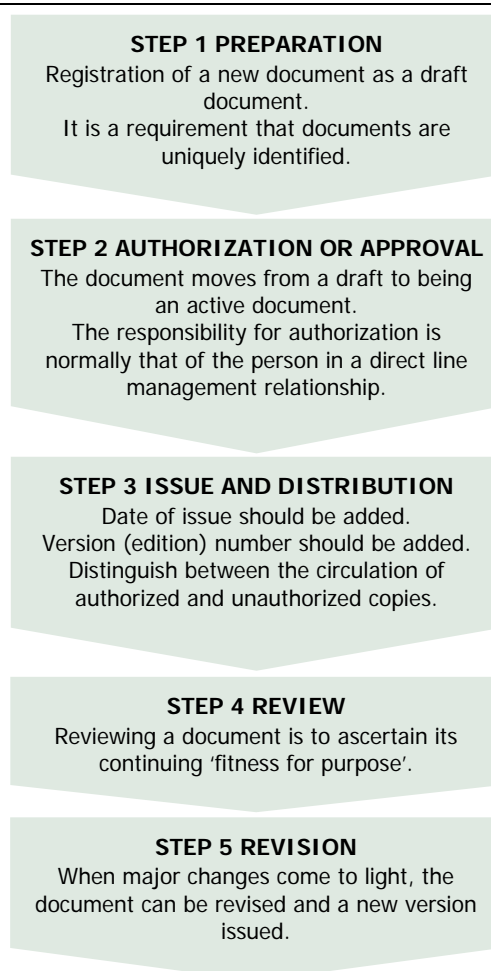 STEP 1 PREPARATION
Registration of a new document as a draft
document.
It is a requirement that documents are
uniquely identified.
STEP 2 AUTHORIZATION OR APPROVAL
The document moves from a draft to being
an active document.
The responsibility for authorization is
normally that of the person in a direct line
management relationship.
STEP 3 ISSUE AND DISTRIBUTION
Date of issue should be added.
Version (edition) number should be added.
Distinguish between the circulation of
authorized and unauthorized copies.
STEP 4 REVIEW
Reviewing a document is to ascertain its
continuing ‘fitness for purpose’.
STEP 5 REVISION
When major changes come to light, the
document can be revised and a new version
issued.